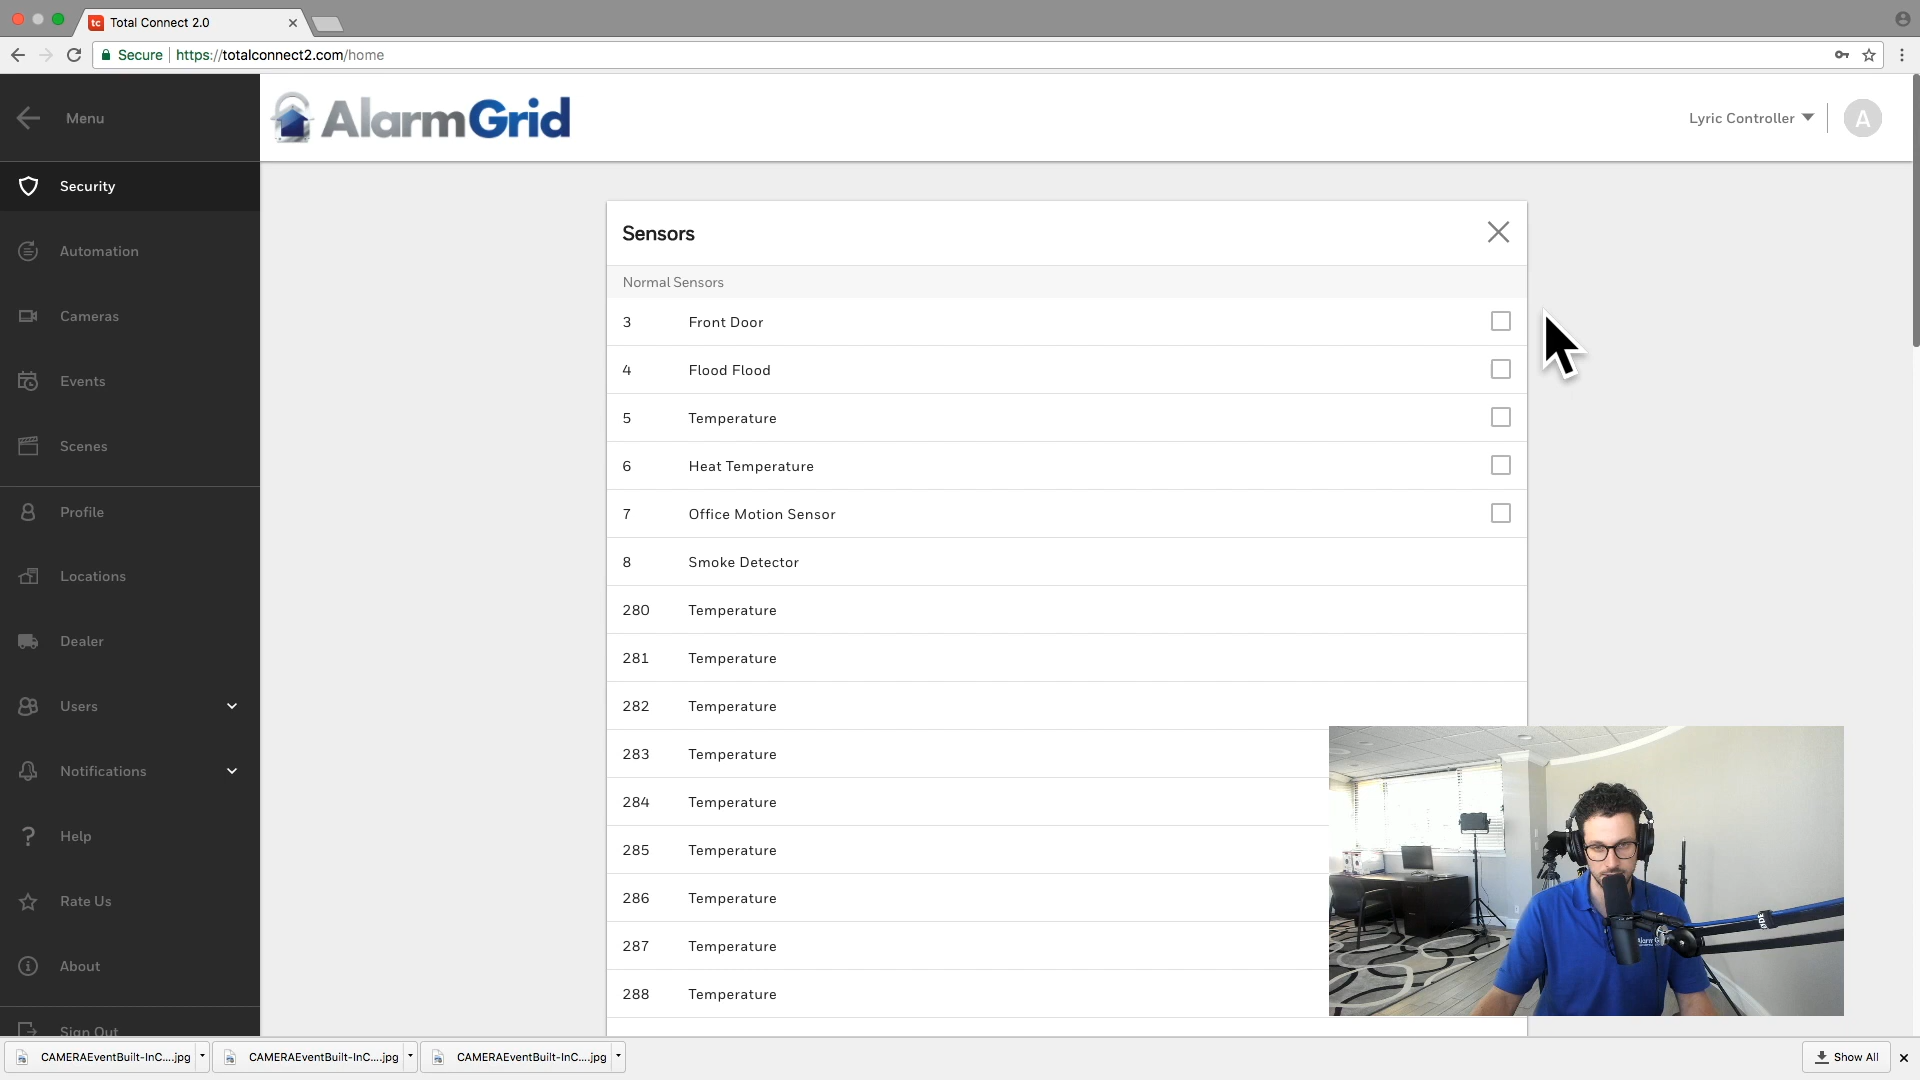 tc Total Connect 2.0
Secure https://totalconnect2.com/home
Menu
AlarmGrid
Lyric Controller
A
Security
Automation
Cameras
Events
Scenes
Profile
Locations
Dealer
Users
Notifications
Help
Rate Us
About
Sign Out
Sensors
Normal Sensors
3 Front Door
4 Flood Flood
5 Temperature
6 Heat Temperature
7 Office Motion Sensor
8 Smoke Detector
280 Temperature
281 Temperature
282 Temperature
283 Temperature
284 Temperature
285 Temperature
286 Temperature
287 Temperature
288 Temperature
CAMERAEventBuilt-InC....jpg
CAMERAEventBuilt-InC....jpg
CAMERAEventBuilt-InC....jpg
Show All